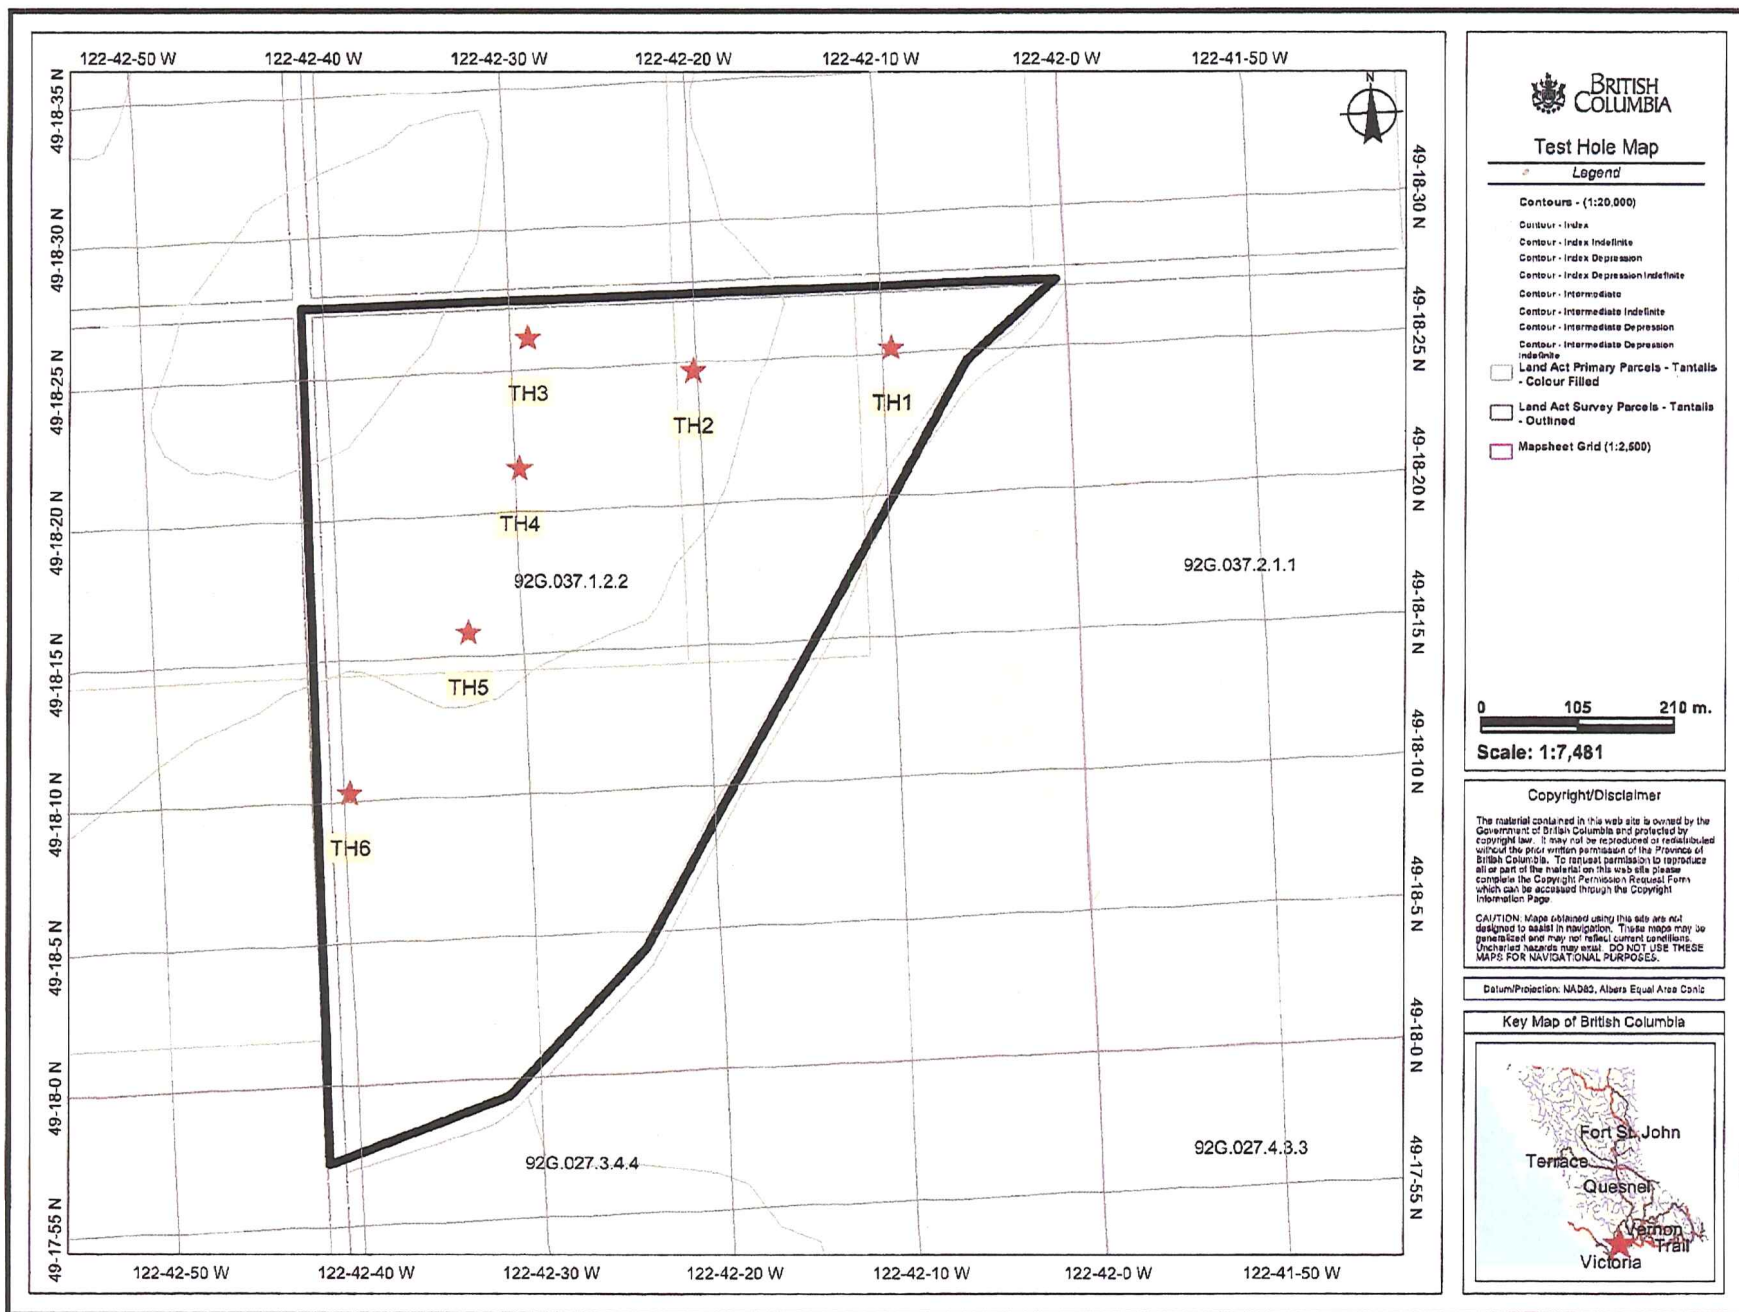 122-42-50 W 122-42-40 W 122-42-30 W 122-42-20 W 122-42-10 W 122-42-0 W 122-41-50 W
49-18-35 N
49-18-30 N
49-18-25 N
49-18-20 N
49-18-15 N
49-18-10 N
49-18-5 N
49-18-0 N
49-17-55 N
N
49-18-30 N
49-18-25 N
49-18-20 N
49-18-15 N
49-18-10 N
49-18-5 N
49-18-0 N
49-17-55 N
TH3
TH2
TH1
TH4
92G.037.1.2.2
92G.037.2.1.1
TH5
TH6
92G.027.3.4.4
92G.027.4.3.3
122-42-50 W 122-42-40 W 122-42-30 W 122-42-20 W 122-42-10 W 122-42-0 W 122-41-50 W
BRITISH
COLUMBIA
Test Hole Map
Legend
Contours - (1:20,000)
Contour - Index
Contour - Index Indefinite
Contour - Index Depression
Contour - Index Depression Indefinite
Contour - Intermediate
Contour - Intermediate Indefinite
Contour - Intermediate Depression
Contour - Intermediate Depression
Indefinite
Land Act Primary Parcels - Tantalis
- Colour Filled
Land Act Survey Parcels - Tantalis
- Outlined
Mapsheet Grid (1:2,500)
0 105 210 m.
Scale: 1:7,481
Copyright/Disclaimer
The material contained in this web site is owned by the
Government of British Columbia and protected by
copyright law. It may not be reproduced or redistributed
without the prior written permission of the Province of
British Columbia. To request permission to reproduce
all or part of the material on this web site please
complete the Copyright Permission Request Form
which can be accessed through the Copyright
Information Page.
CAUTION: Maps obtained using this site are not
designed to assist in navigation. These maps may be
generalized and may not reflect current conditions.
Uncharted hazards may exist. DO NOT USE THESE
MAPS FOR NAVIGATIONAL PURPOSES.
Datum/Projection: NAD83, Albers Equal Area Conic
Key Map of British Columbia
Fort St. John
Terrace
Quesnel
Vernon
Trail
Victoria